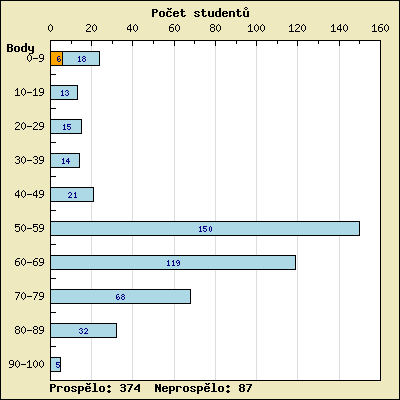 Počet studentů
0 20 40 60 80 100 120 140 160
Body
0-9 6 18
10-19 13
20-29 15
30-39 14
40-49 21
50-59 150
60-69 119
70-79 68
80-89 32
90-100 5
Prospělo: 374 Neprospělo: 87